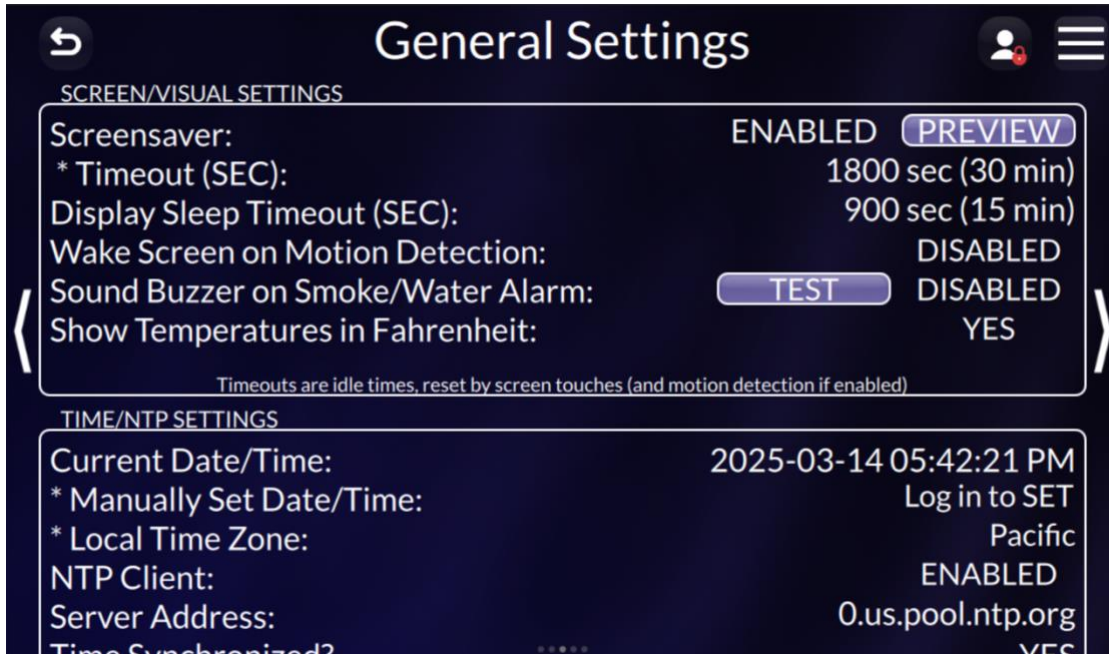 General Settings
SCREEN/VISUAL SETTINGS
Screensaver: ENABLED PREVIEW
* Timeout (SEC): 1800 sec (30 min)
Display Sleep Timeout (SEC): 900 sec (15 min)
Wake Screen on Motion Detection: DISABLED
Sound Buzzer on Smoke/Water Alarm: TEST DISABLED
Show Temperatures in Fahrenheit: YES
Timeouts are idle times, reset by screen touches (and motion detection if enabled)
TIME/NTP SETTINGS
Current Date/Time: 2025-03-14 05:42:21 PM
* Manually Set Date/Time: Log in to SET
* Local Time Zone: Pacific
NTP Client: ENABLED
Server Address: 0.us.pool.ntp.org
Time Synchronized? YES